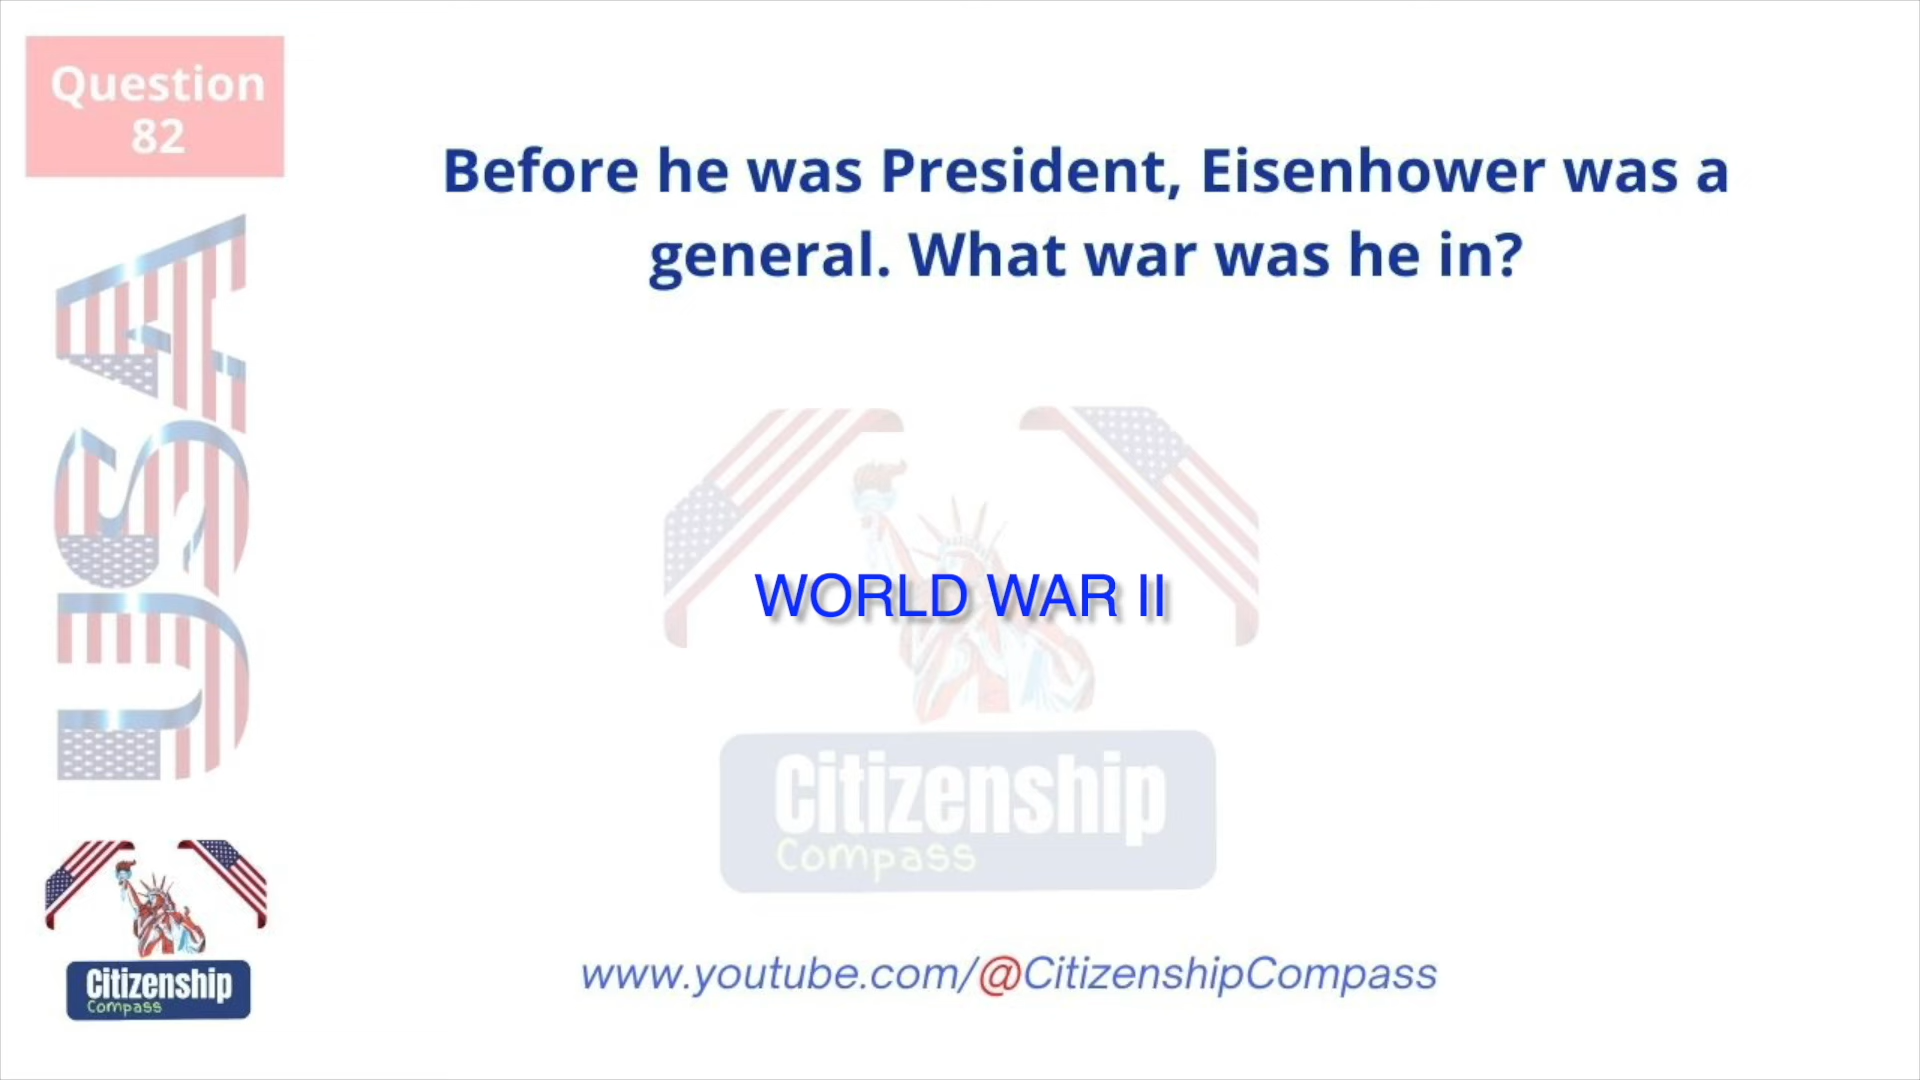 Question
82
Before he was President, Eisenhower was a
general. What war was he in?
USA
WORLD WAR II
Citizenship
Compass
Citizenship
Compass
www.youtube.com/@CitizenshipCompass